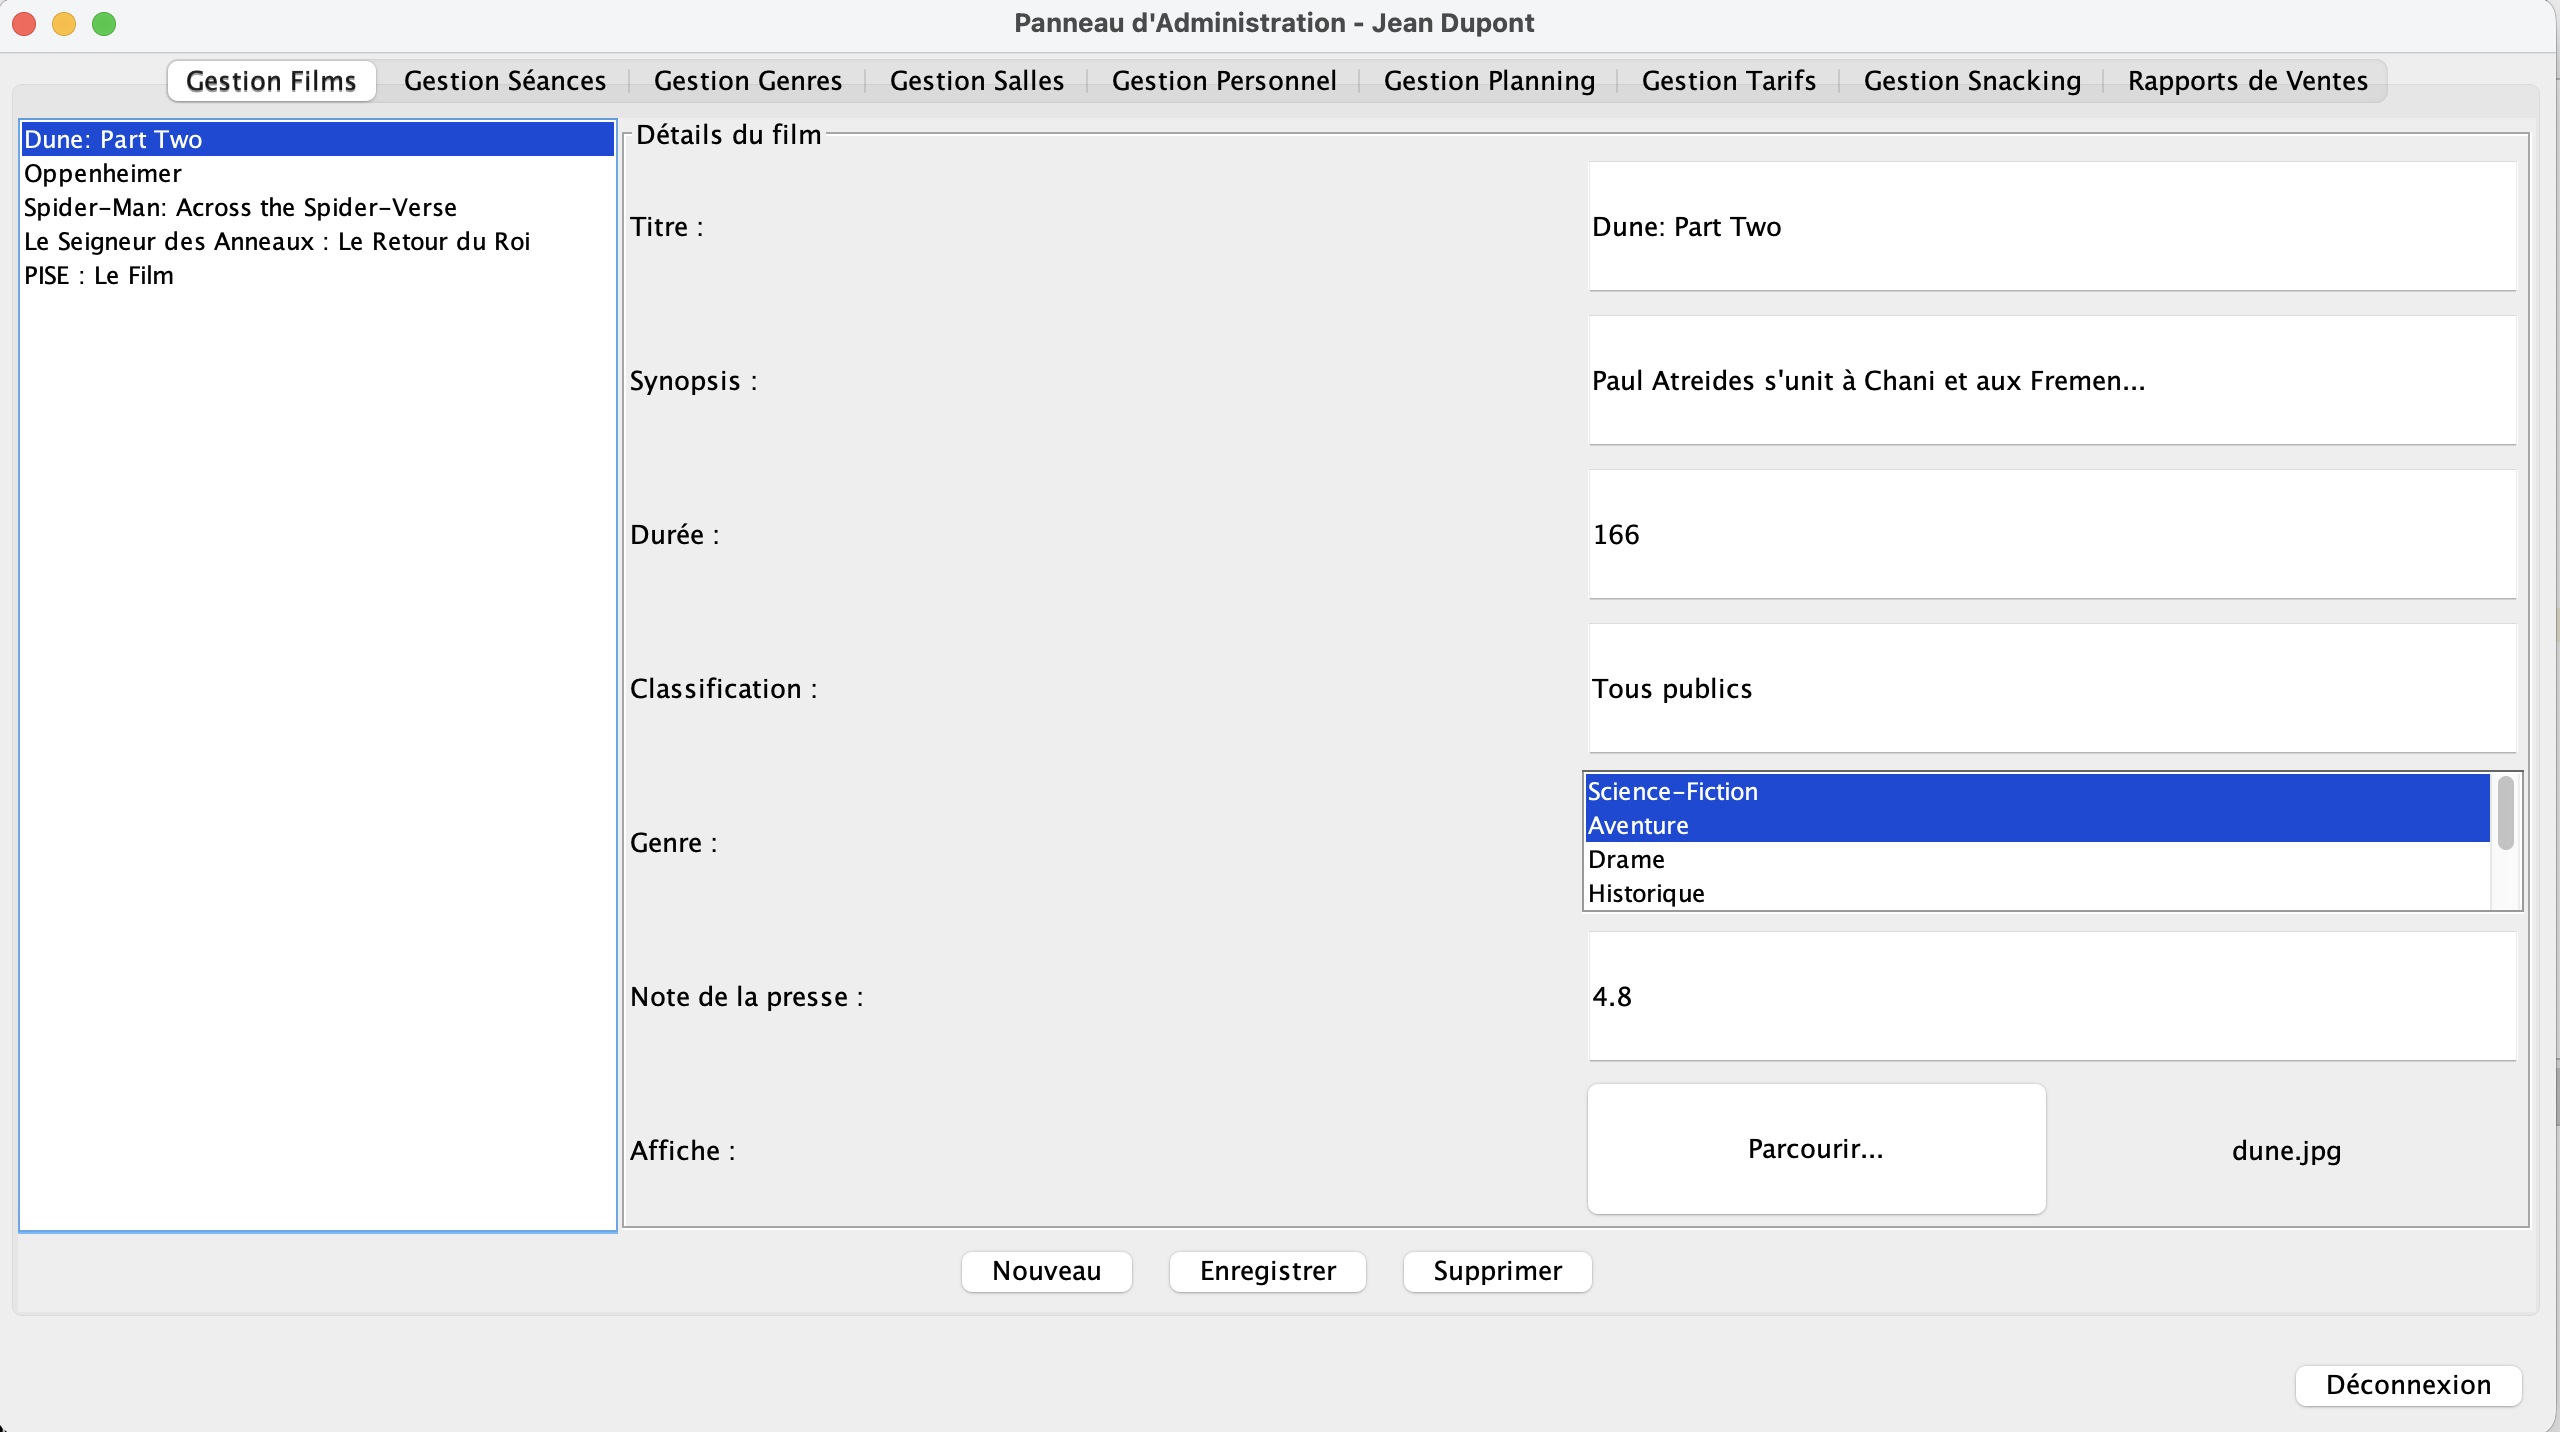 Panneau d'Administration - Jean Dupont
Gestion Films Gestion Séances Gestion Genres Gestion Salles Gestion Personnel Gestion Planning Gestion Tarifs Gestion Snacking Rapports de Ventes
Dune: Part Two
Oppenheimer
Spider-Man: Across the Spider-Verse
Le Seigneur des Anneaux : Le Retour du Roi
PISE : Le Film
Détails du film
Titre : Dune: Part Two
Synopsis : Paul Atreides s'unit à Chani et aux Fremen...
Durée : 166
Classification : Tous publics
Genre :
Science-Fiction
Aventure
Drame
Historique
Note de la presse : 4.8
Affiche : Parcourir... dune.jpg
Nouveau Enregistrer Supprimer
Déconnexion